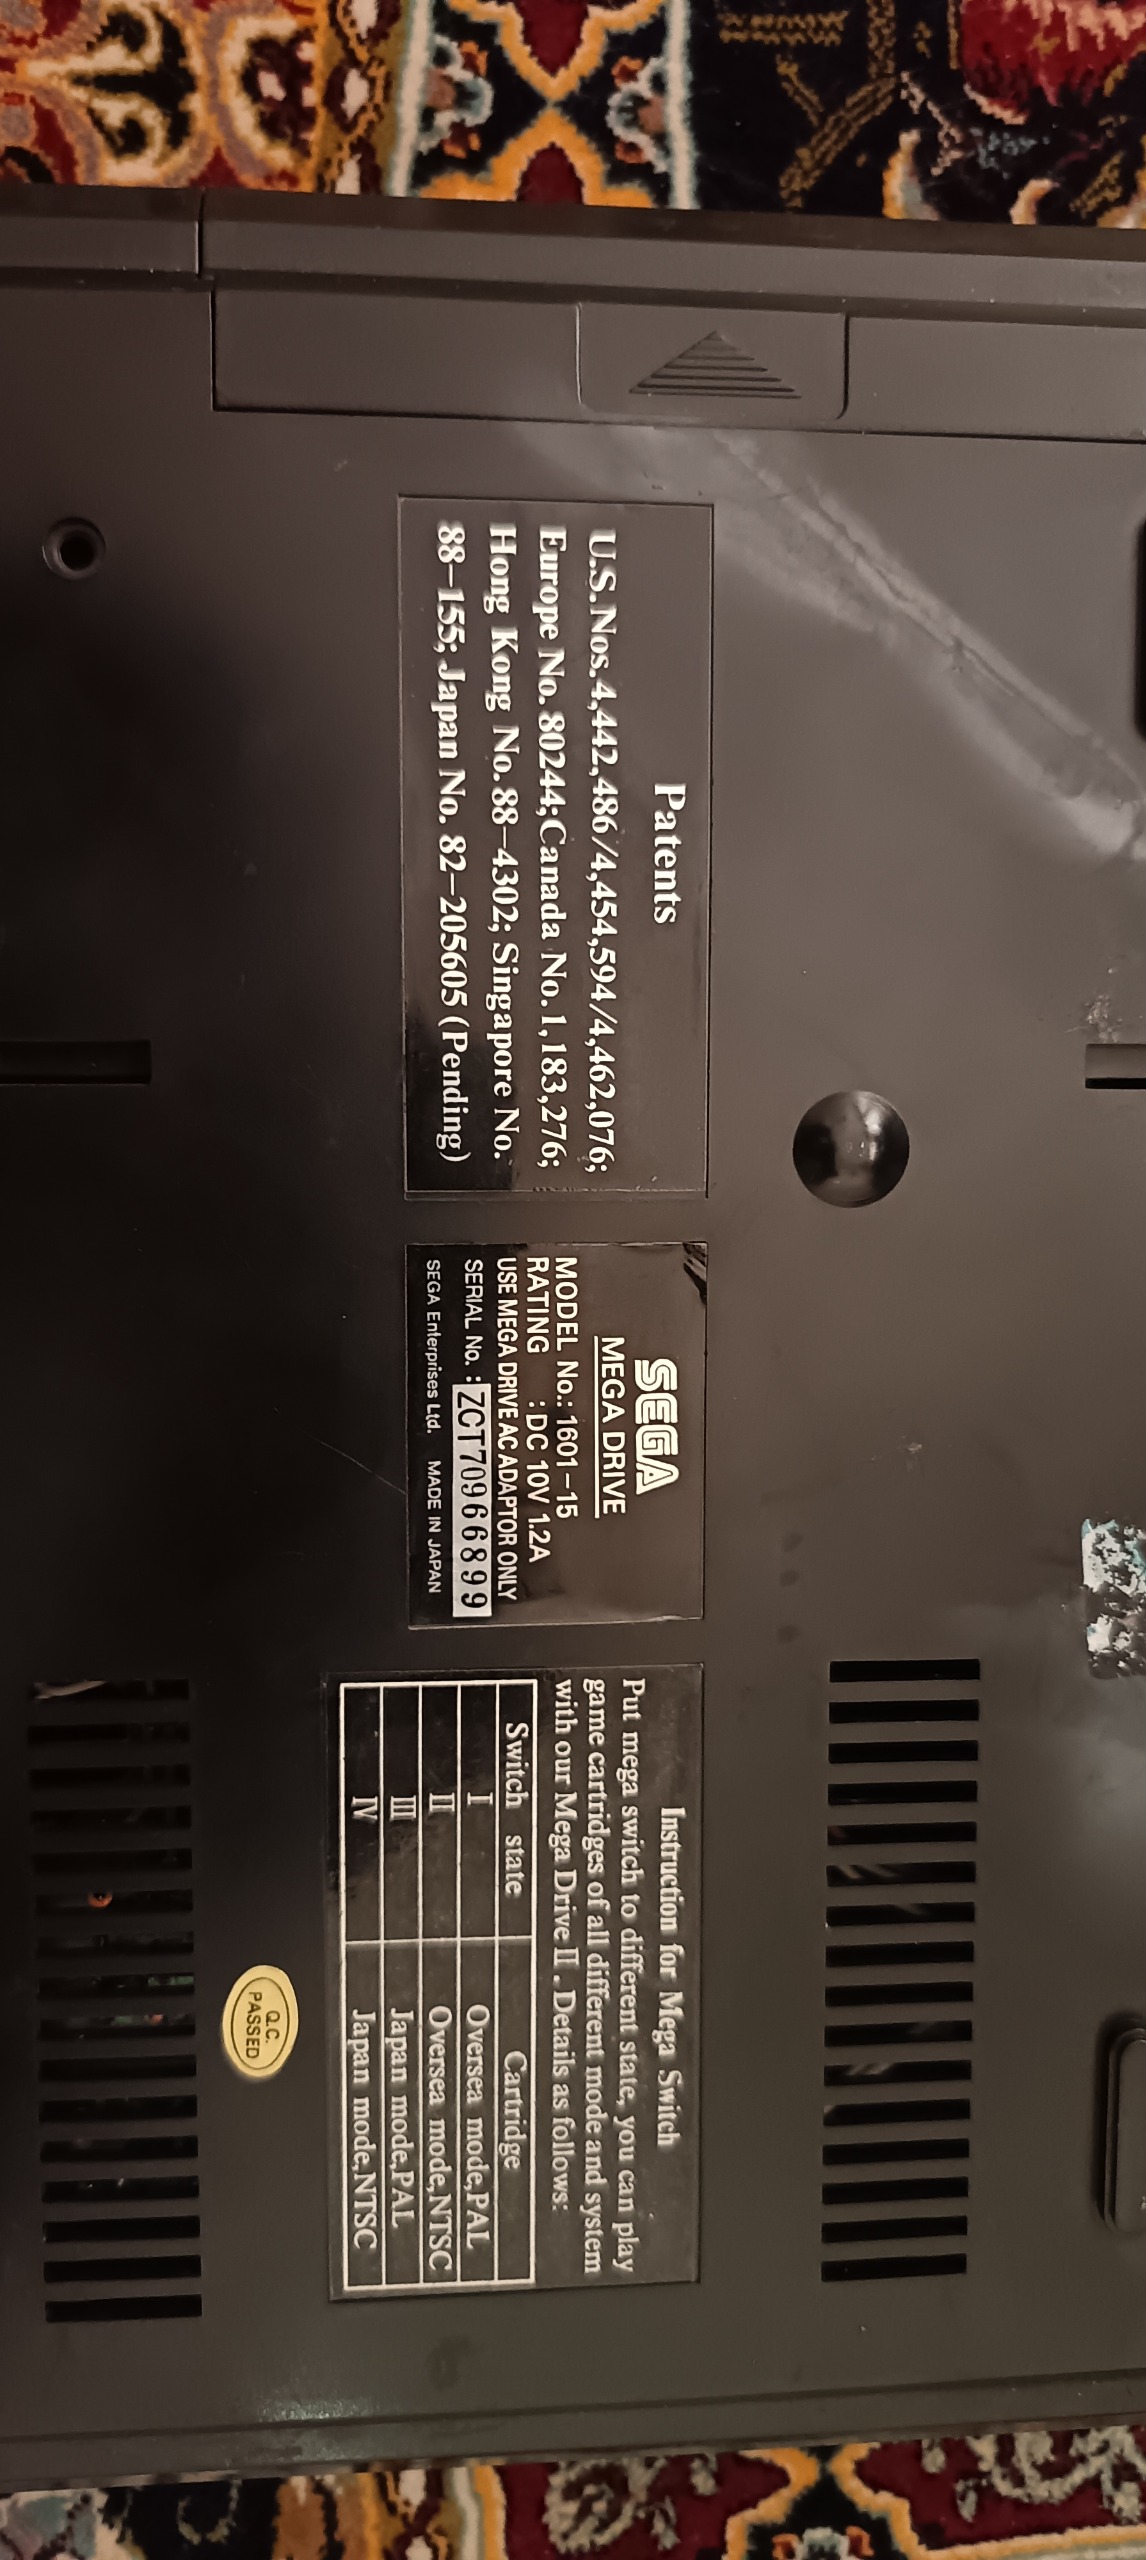 Patents
U.S.Nos.4,442,486/4,454,594/4,462,076;
Europe No.80244;Canada No.1,183,276;
Hong Kong No.88-4302; Singapore No.
88-155; Japan No. 82-205605 (Pending)
SEGA
MEGA DRIVE
MODEL No.: 1601-15
RATING : DC 10V 1.2A
USE MEGA DRIVE AC ADAPTOR ONLY
SERIAL No. : ZCT70966899
SEGA Enterprises Ltd. MADE IN JAPAN
Instruction for Mega Switch
Put mega switch to different state, you can play
game cartridges of all different mode and system
with our Mega Drive II . Details as follows:
Switch state Cartridge
I Oversea mode,PAL
II Oversea mode,NTSC
III Japan mode,PAL
IV Japan mode,NTSC
Q.C.
PASSED